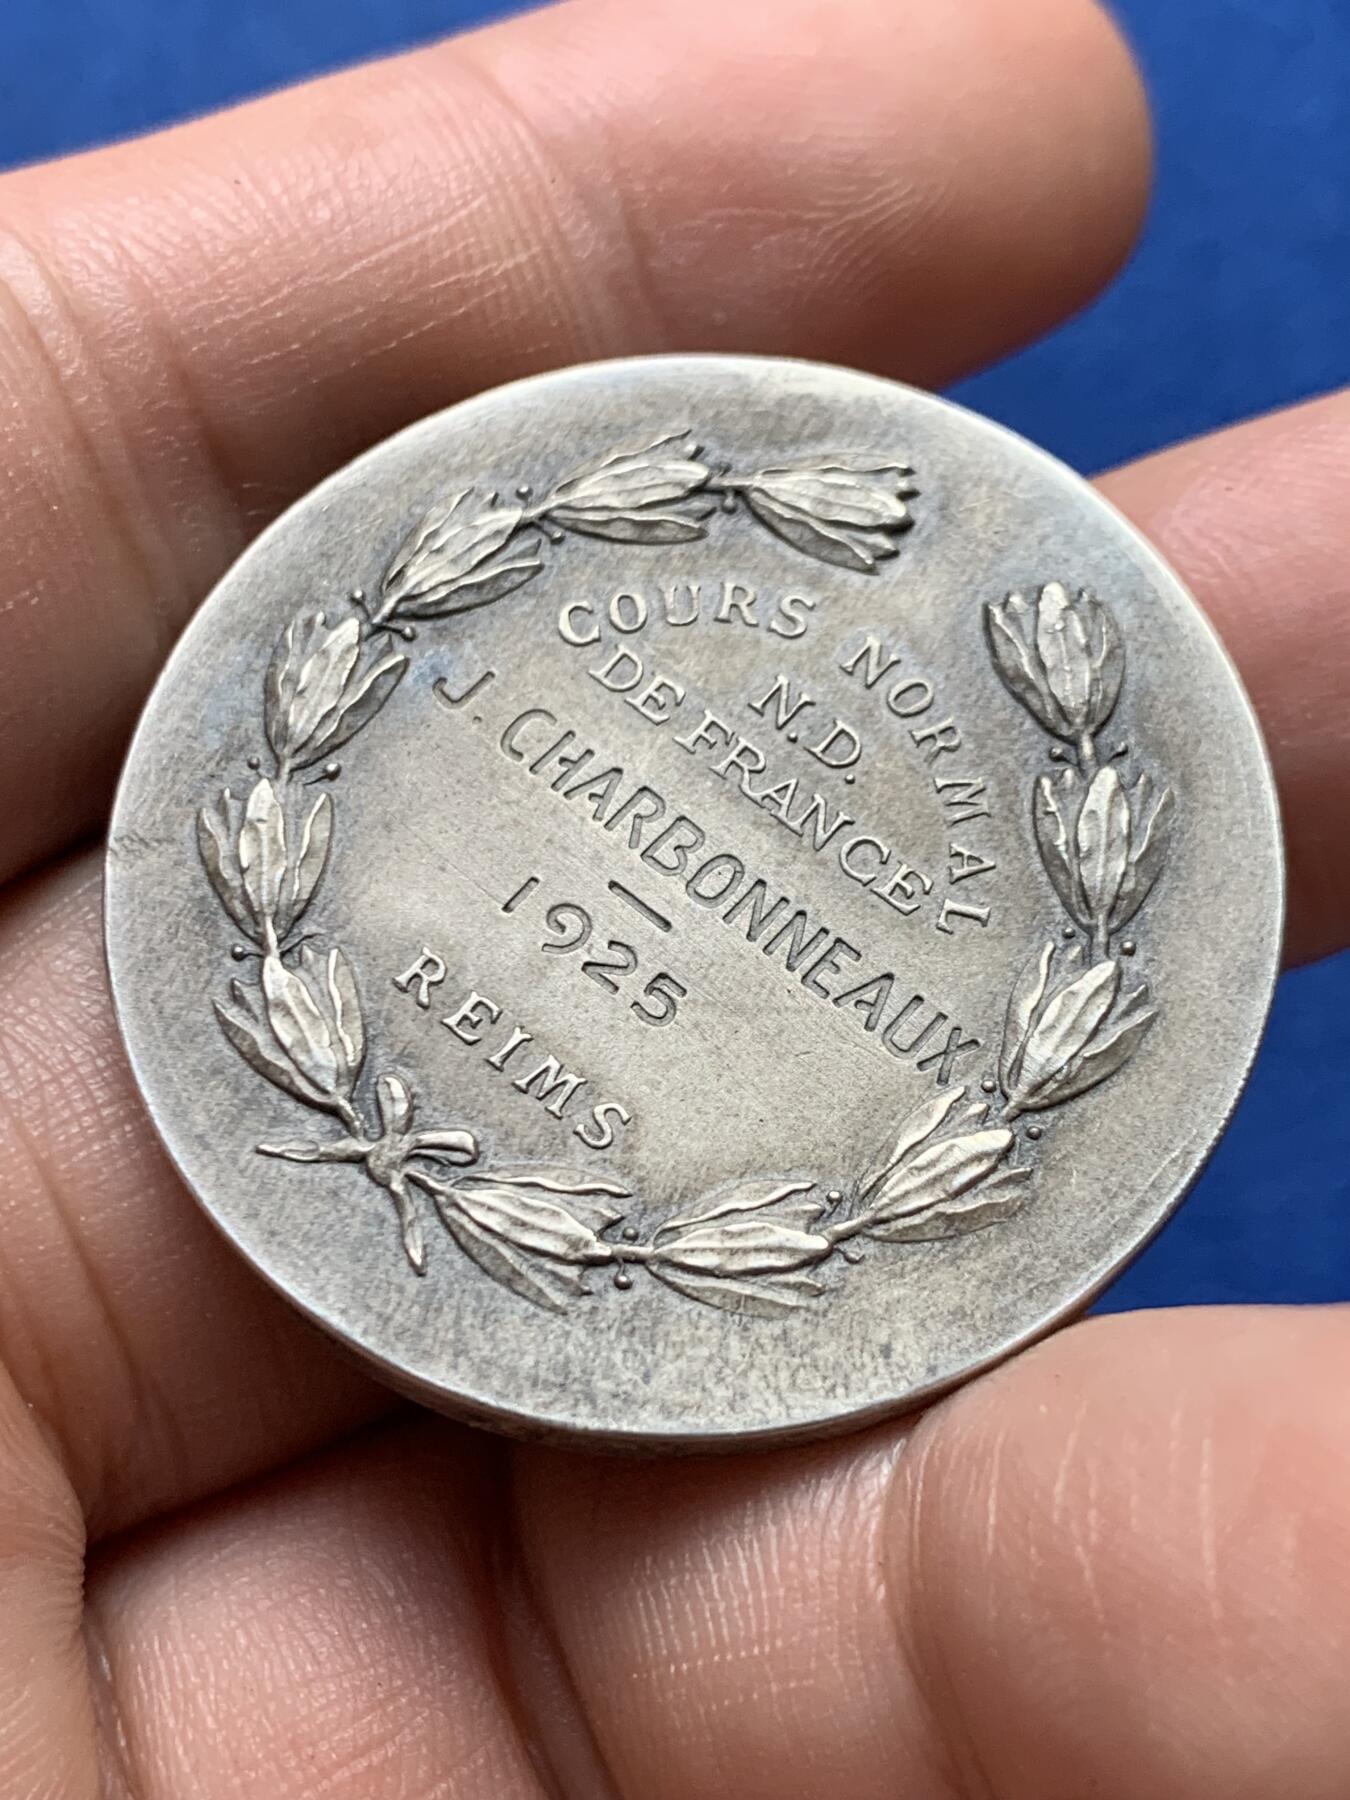 COURS NORMAL
N.D.
DE FRANCE
J. CHARBONNEAUX
—
1925
REIMS